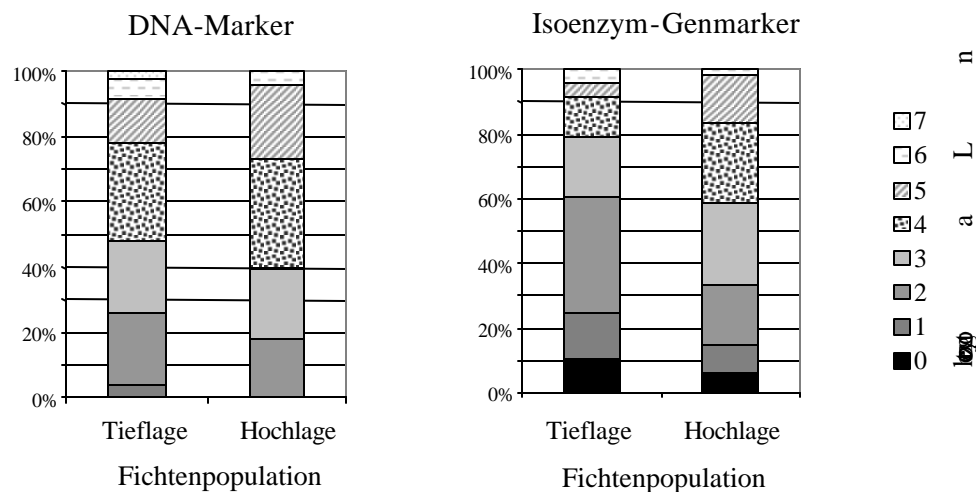 DNA-Marker
100%
80%
60%
40%
20%
0%
Tieflage
Hochlage
Fichtenpopulation
Isoenzym-Genmarker
100%
80%
60%
40%
20%
0%
Tieflage
Hochlage
Fichtenpopulation
7
6
5
4
3
2
1
0
n
L
a